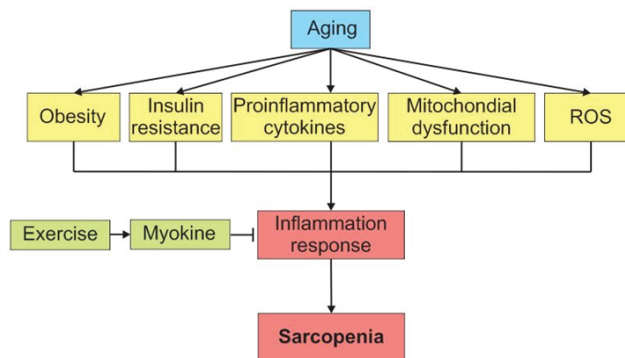 Aging
Obesity
Insulin
resistance
Proinflammatory
cytokines
Mitochondial
dysfunction
ROS
Exercise
Myokine
Inflammation
response
Sarcopenia